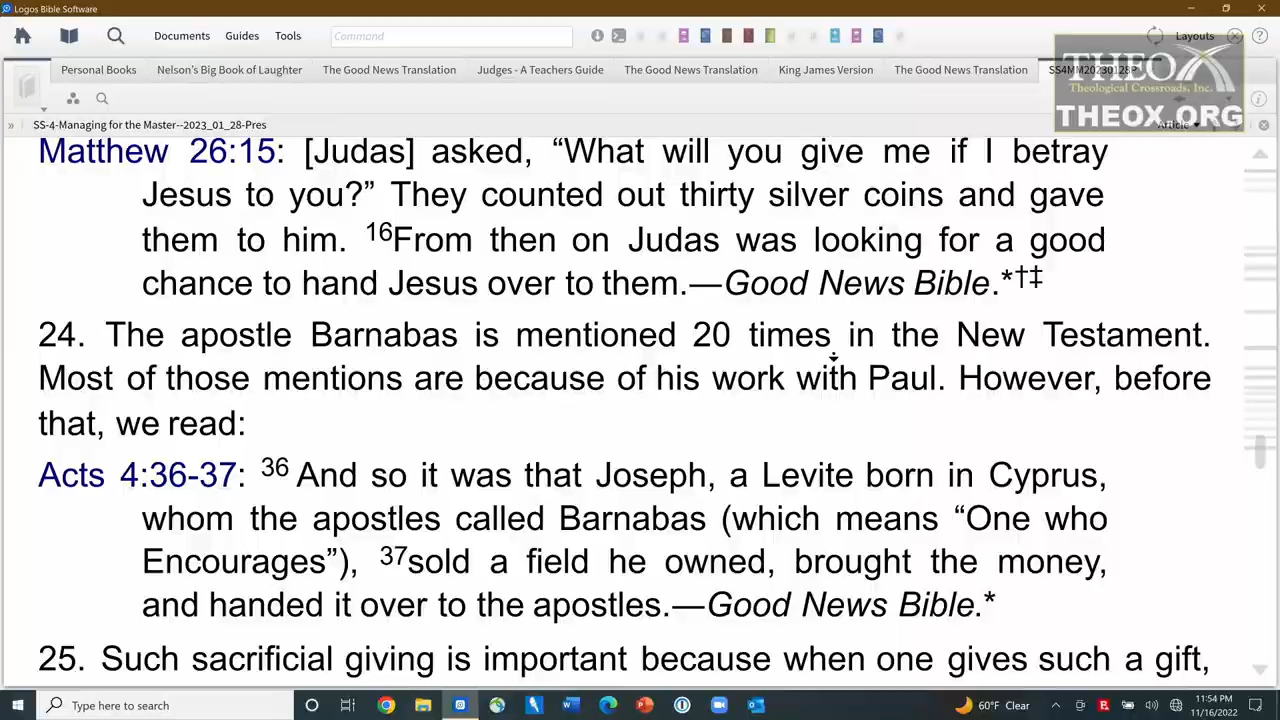 Logos Bible Software
Documents Guides Tools Command Layouts
Personal Books Nelson's Big Book of Laughter The Good News Translation Judges - A Teachers Guide The Good News Translation King James Version The Good News Translation SS4MM20230128P
THEOX
Theological Crossroads, Inc.
THEOX.ORG
» SS-4-Managing for the Master--2023_01_28-Pres Article
Matthew 26:15: [Judas] asked, “What will you give me if I betray
Jesus to you?” They counted out thirty silver coins and gave
them to him. 16From then on Judas was looking for a good
chance to hand Jesus over to them.—Good News Bible.*†‡
24. The apostle Barnabas is mentioned 20 times in the New Testament.
Most of those mentions are because of his work with Paul. However, before
that, we read:
Acts 4:36-37: 36 And so it was that Joseph, a Levite born in Cyprus,
whom the apostles called Barnabas (which means “One who
Encourages”), 37sold a field he owned, brought the money,
and handed it over to the apostles.—Good News Bible.*
25. Such sacrificial giving is important because when one gives such a gift,
Type here to search 60°F Clear 11:54 PM
11/16/2022